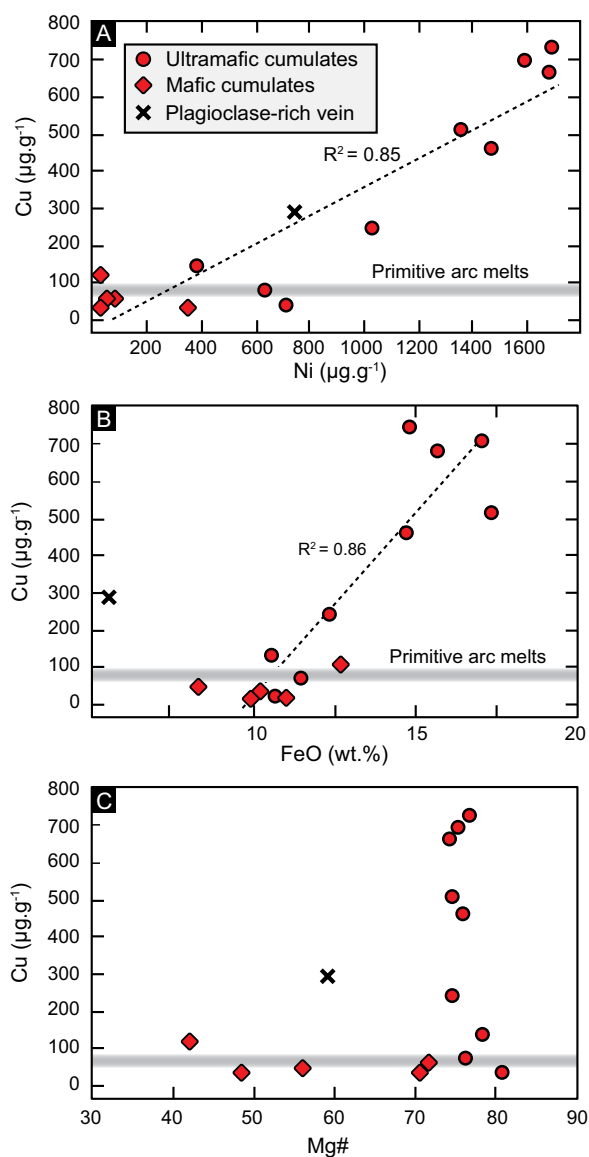 A
800
700
600
500
400
300
200
100
0
Cu (µg.g⁻¹)
Ultramafic cumulates
Mafic cumulates
Plagioclase-rich vein
R² = 0.85
Primitive arc melts
200 400 600 800 1000 1200 1400 1600
Ni (µg.g⁻¹)
B
800
700
600
500
400
300
200
100
0
Cu (µg.g⁻¹)
R² = 0.86
Primitive arc melts
10 15 20
FeO (wt.%)
C
800
700
600
500
400
300
200
100
0
Cu (µg.g⁻¹)
30 40 50 60 70 80 90
Mg#